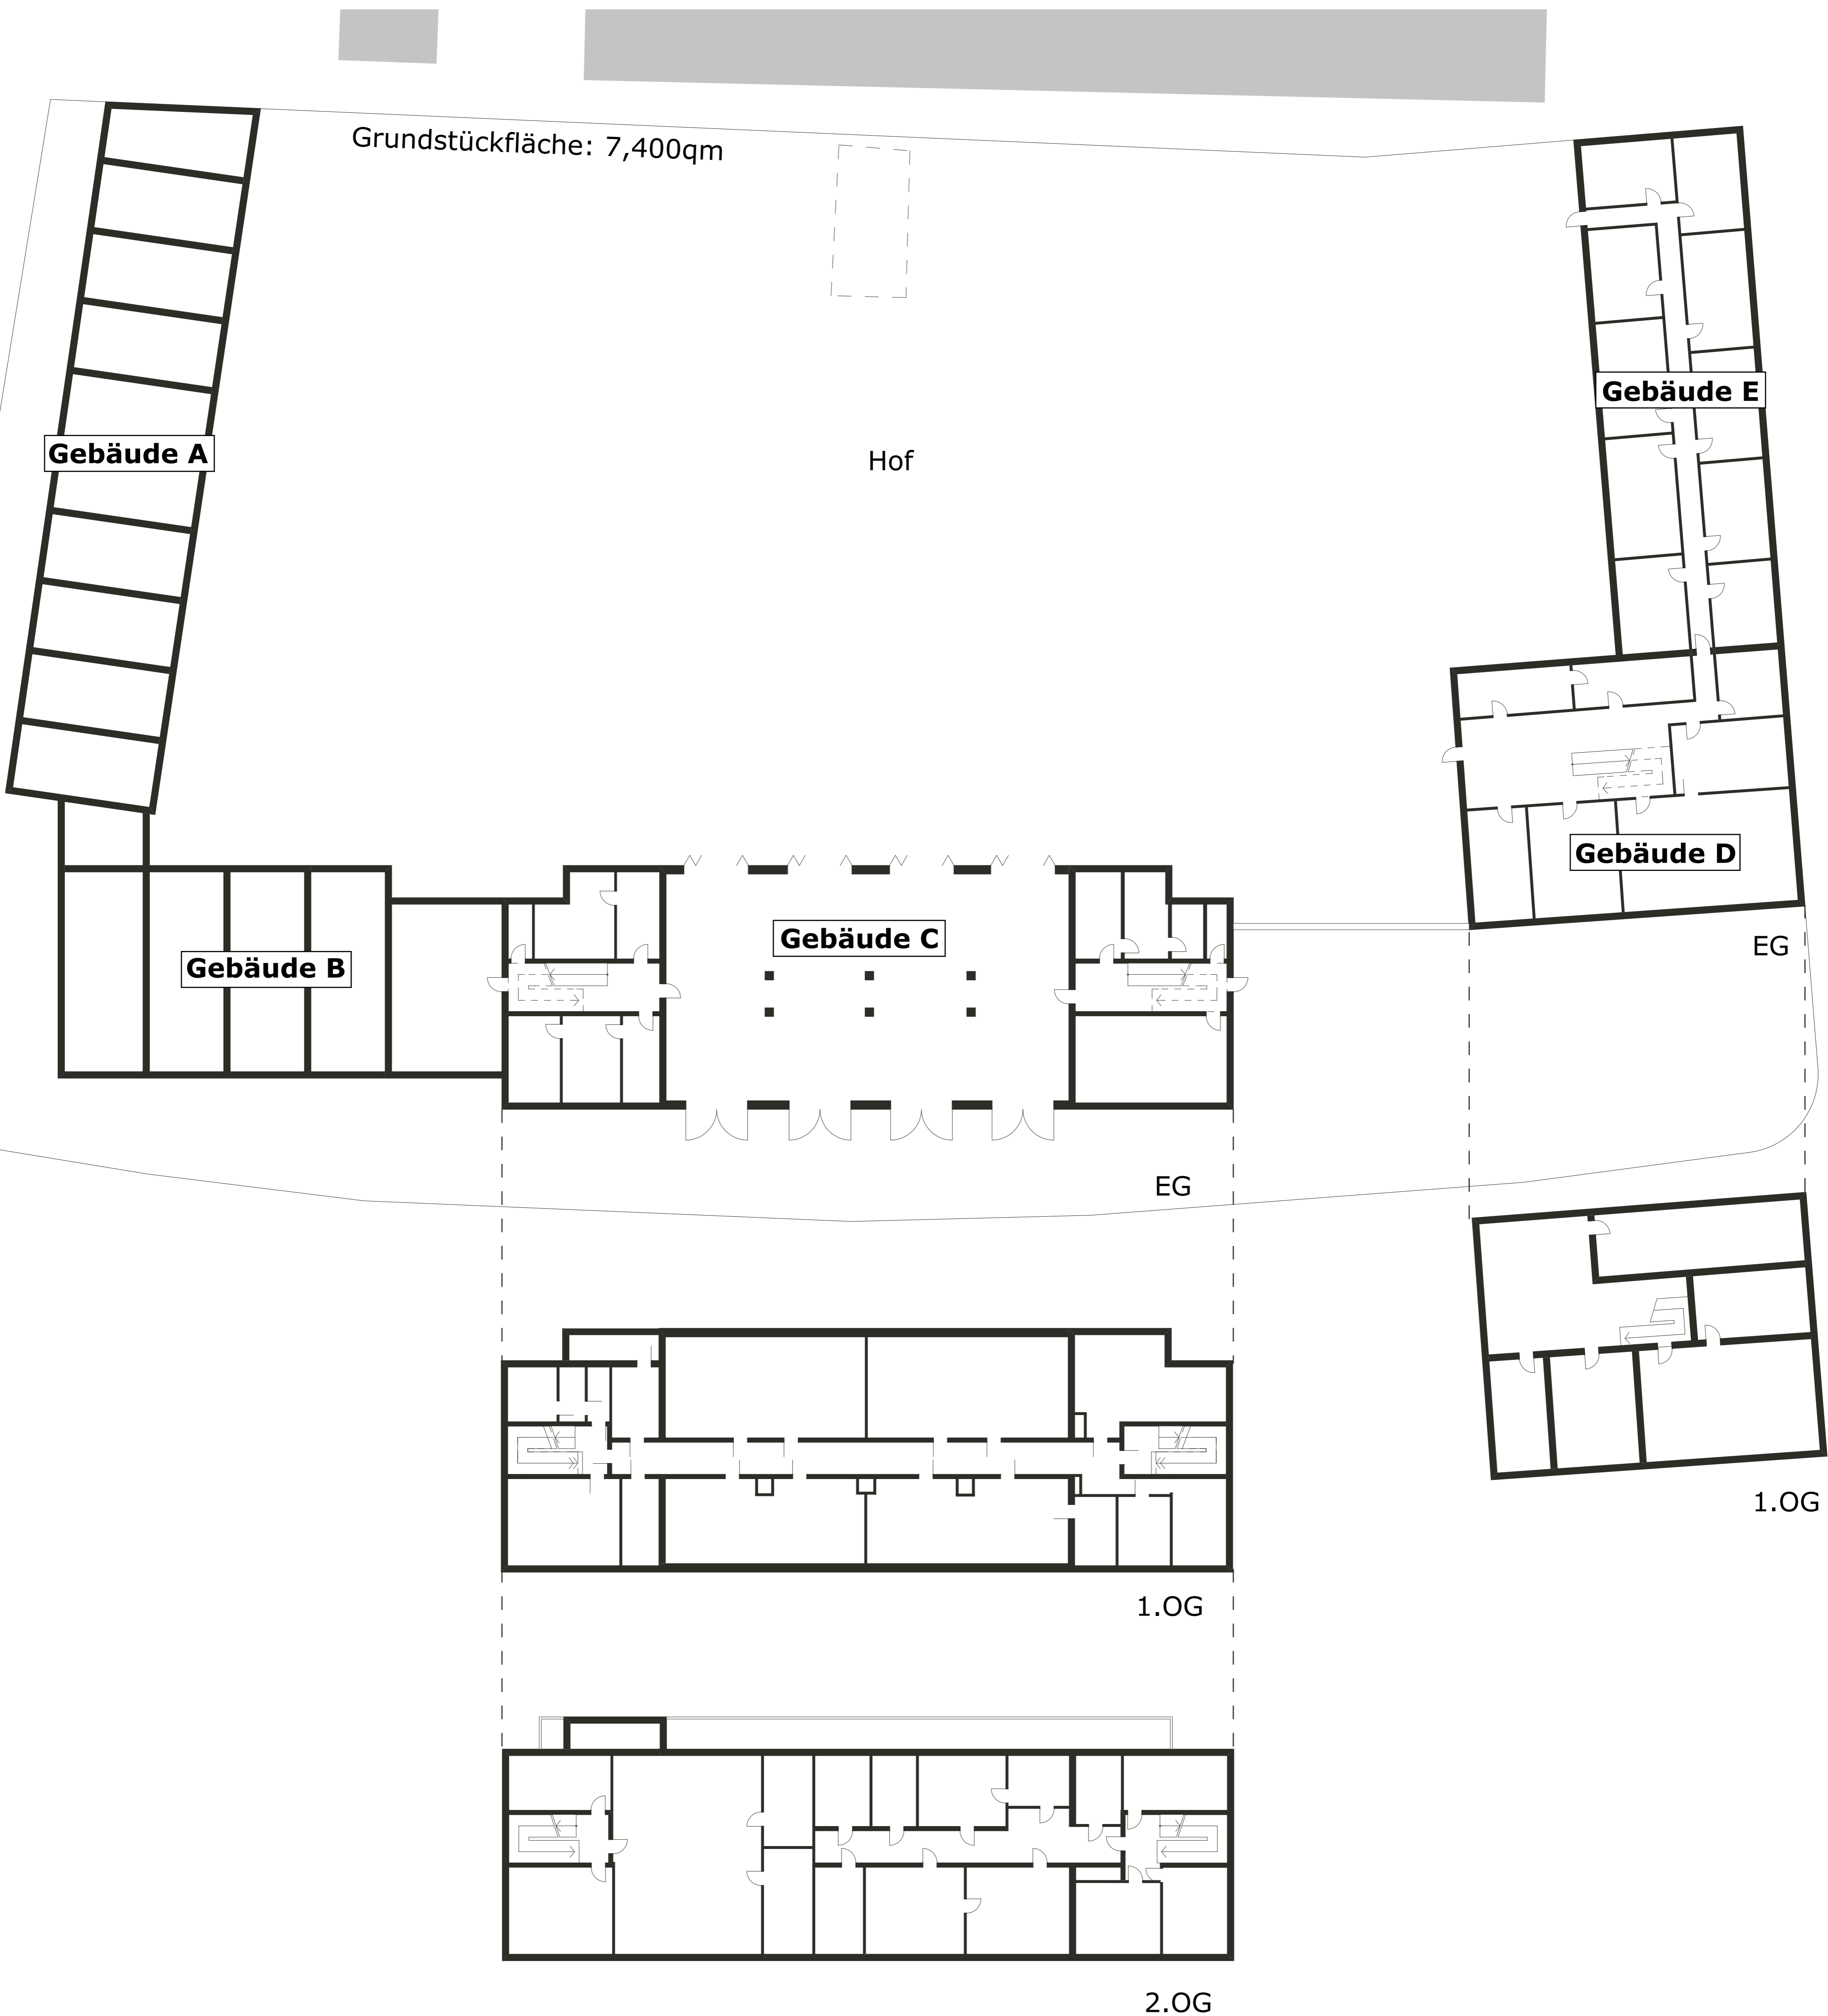 Grundstückfläche: 7,400qm
Gebäude E
Gebäude A
Hof
Gebäude D
Gebäude C
Gebäude B
EG
EG
1.OG
1.OG
2.OG